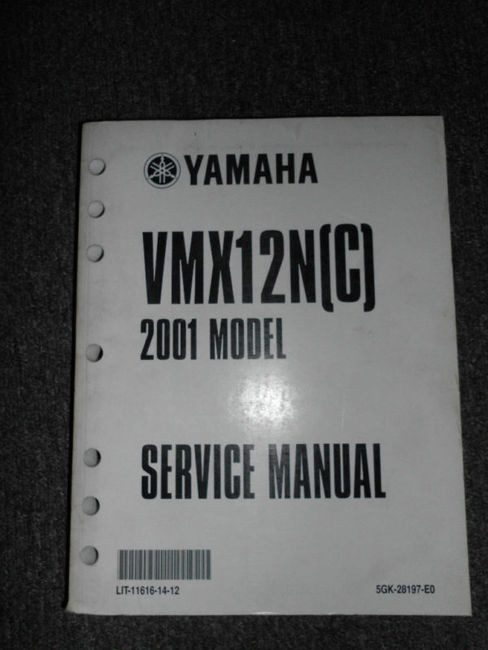 YAMAHA
VMX12N(C)
2001 MODEL
SERVICE MANUAL
LIT-11616-14-12
5GK-28197-E0